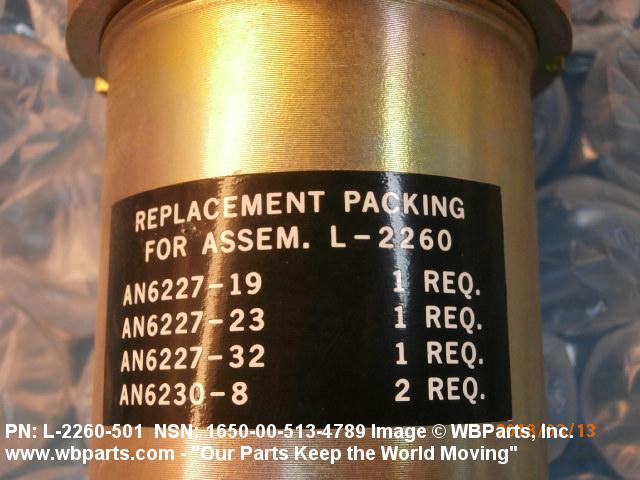 REPLACEMENT PACKING
FOR ASSEM. L-2260
AN6227-19 1 REQ.
AN6227-23 1 REQ.
AN6227-32 1 REQ.
AN6230-8 2 REQ.
PN: L-2260-501 NSN: 1650-00-513-4789 Image © WBParts, Inc.
www.wbparts.com - "Our Parts Keep the World Moving"